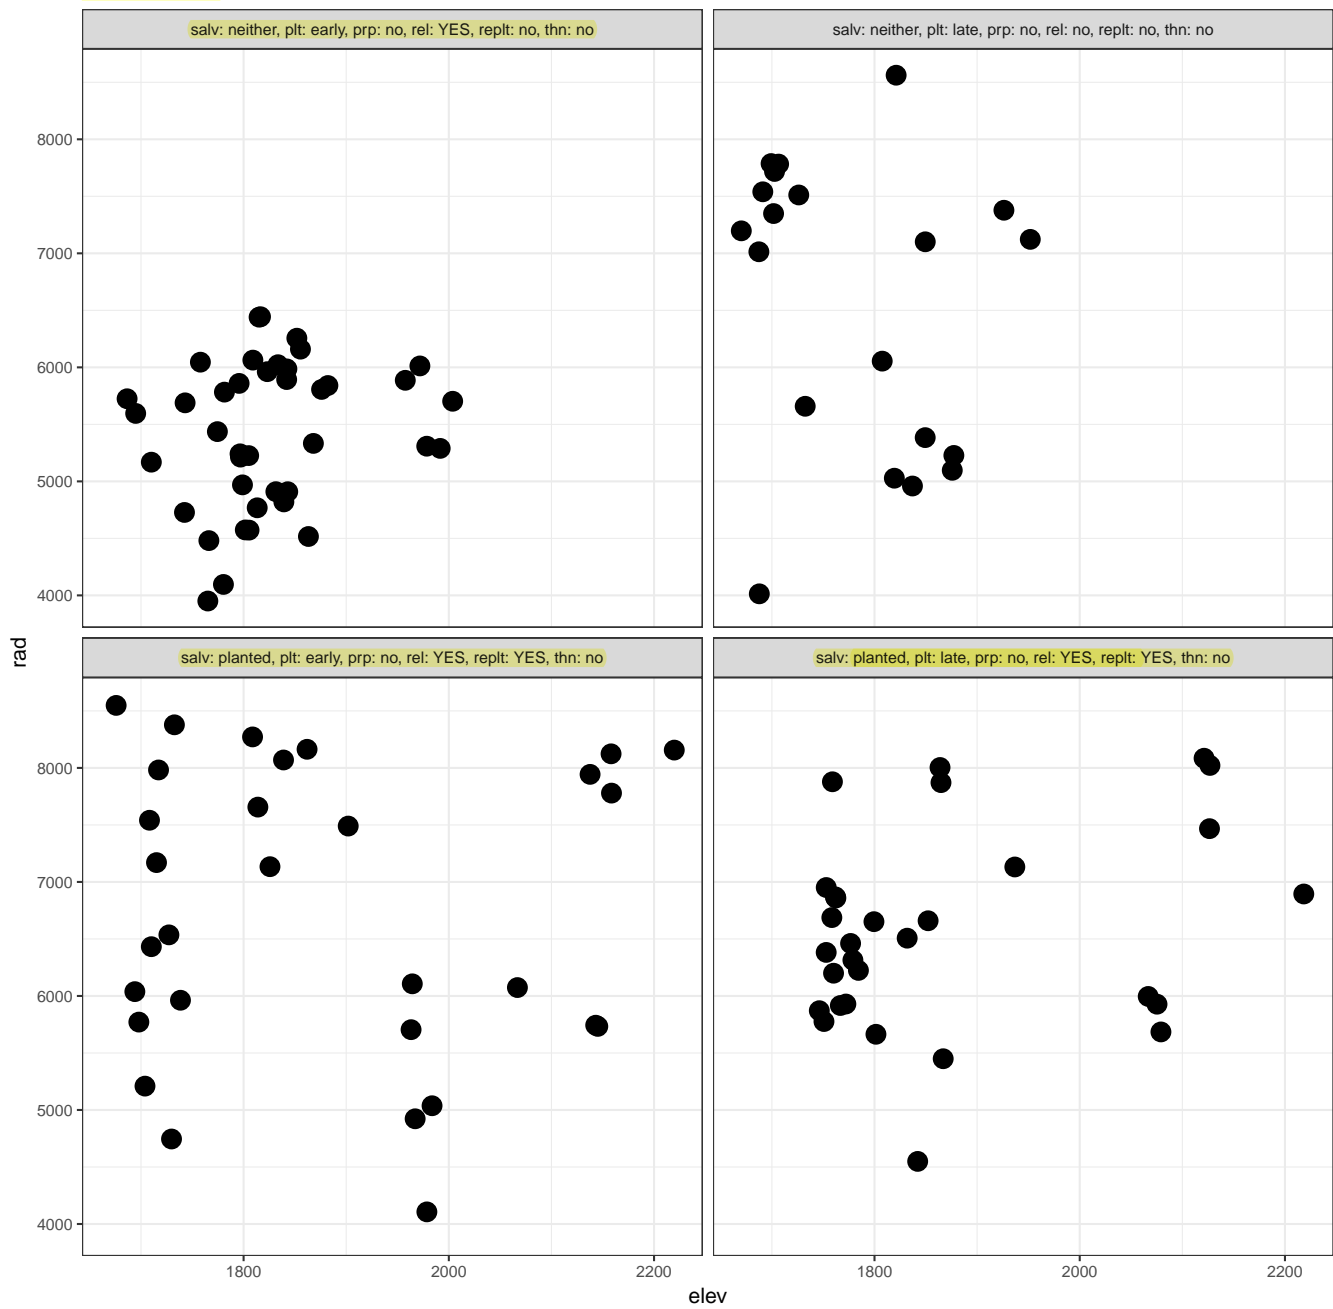 salv: neither, plt: early, prp: no, rel: YES, replt: no, thn: no
salv: neither, plt: late, prp: no, rel: no, replt: no, thn: no
8000
7000
6000
5000
4000
rad
salv: planted, plt: early, prp: no, rel: YES, replt: YES, thn: no
salv: planted, plt: late, prp: no, rel: YES, replt: YES, thn: no
8000
7000
6000
5000
4000
1800 2000 2200 1800 2000 2200
elev